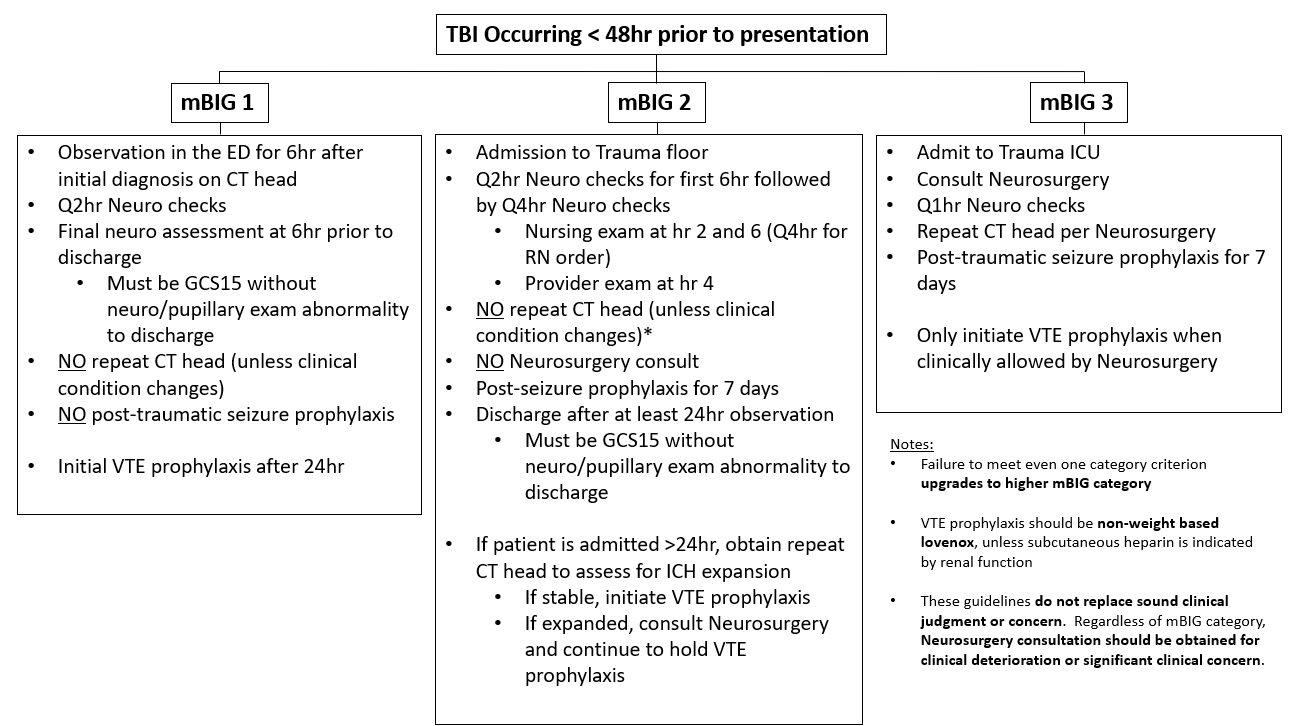 TBI Occurring < 48hr prior to presentation
mBIG 1
• Observation in the ED for 6hr after
initial diagnosis on CT head
• Q2hr Neuro checks
• Final neuro assessment at 6hr prior to
discharge
• Must be GCS15 without
neuro/pupillary exam abnormality
to discharge
• NO repeat CT head (unless clinical
condition changes)
• NO post-traumatic seizure prophylaxis
• Initial VTE prophylaxis after 24hr
mBIG 2
• Admission to Trauma floor
• Q2hr Neuro checks for first 6hr followed
by Q4hr Neuro checks
• Nursing exam at hr 2 and 6 (Q4hr for
RN order)
• Provider exam at hr 4
• NO repeat CT head (unless clinical
condition changes)*
• NO Neurosurgery consult
• Post-seizure prophylaxis for 7 days
• Discharge after at least 24hr observation
• Must be GCS15 without
neuro/pupillary exam abnormality to
discharge
• If patient is admitted >24hr, obtain repeat
CT head to assess for ICH expansion
• If stable, initiate VTE prophylaxis
• If expanded, consult Neurosurgery
and continue to hold VTE
prophylaxis
mBIG 3
• Admit to Trauma ICU
• Consult Neurosurgery
• Q1hr Neuro checks
• Repeat CT head per Neurosurgery
• Post-traumatic seizure prophylaxis for 7
days
• Only initiate VTE prophylaxis when
clinically allowed by Neurosurgery
Notes:
• Failure to meet even one category criterion
upgrades to higher mBIG category
• VTE prophylaxis should be non-weight based
lovenox, unless subcutaneous heparin is indicated
by renal function
• These guidelines do not replace sound clinical
judgment or concern. Regardless of mBIG category,
Neurosurgery consultation should be obtained for
clinical deterioration or significant clinical concern.